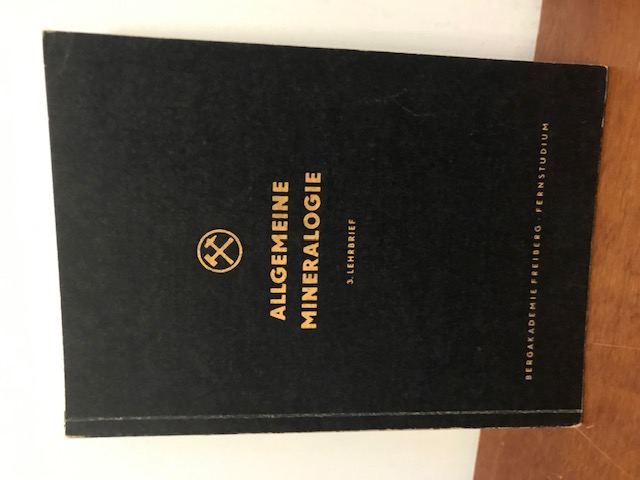 ALLGEMEINE
MINERALOGIE
3. LEHRBRIEF
BERGAKADEMIE FREIBERG · FERNSTUDIUM